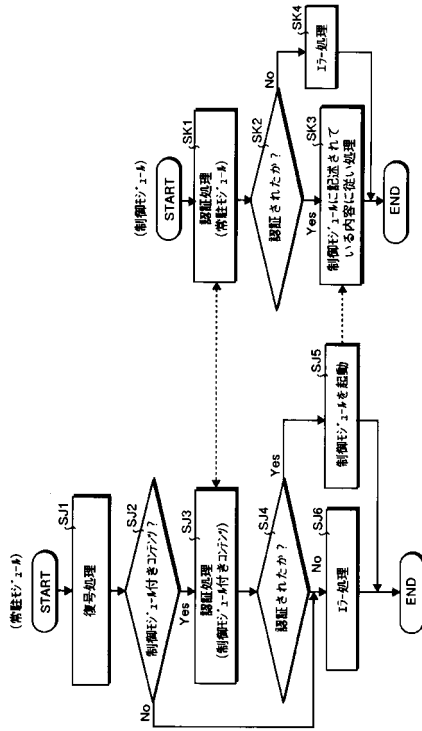 (常駐モジュール)
START
SJ1
復号処理
SJ2
制御モジュール付きコンテンツ?
No
Yes
SJ3
認証処理
(制御モジュール付きコンテンツ)
SJ4
認証されたか?
Yes
No
SJ5
制御モジュールを起動
SJ6
エラー処理
END
(制御モジュール)
START
SK1
認証処理
(常駐モジュール)
SK2
認証されたか?
No
Yes
SK3
制御モジュールに記述されて
いる内容に従い処理
SK4
エラー処理
END